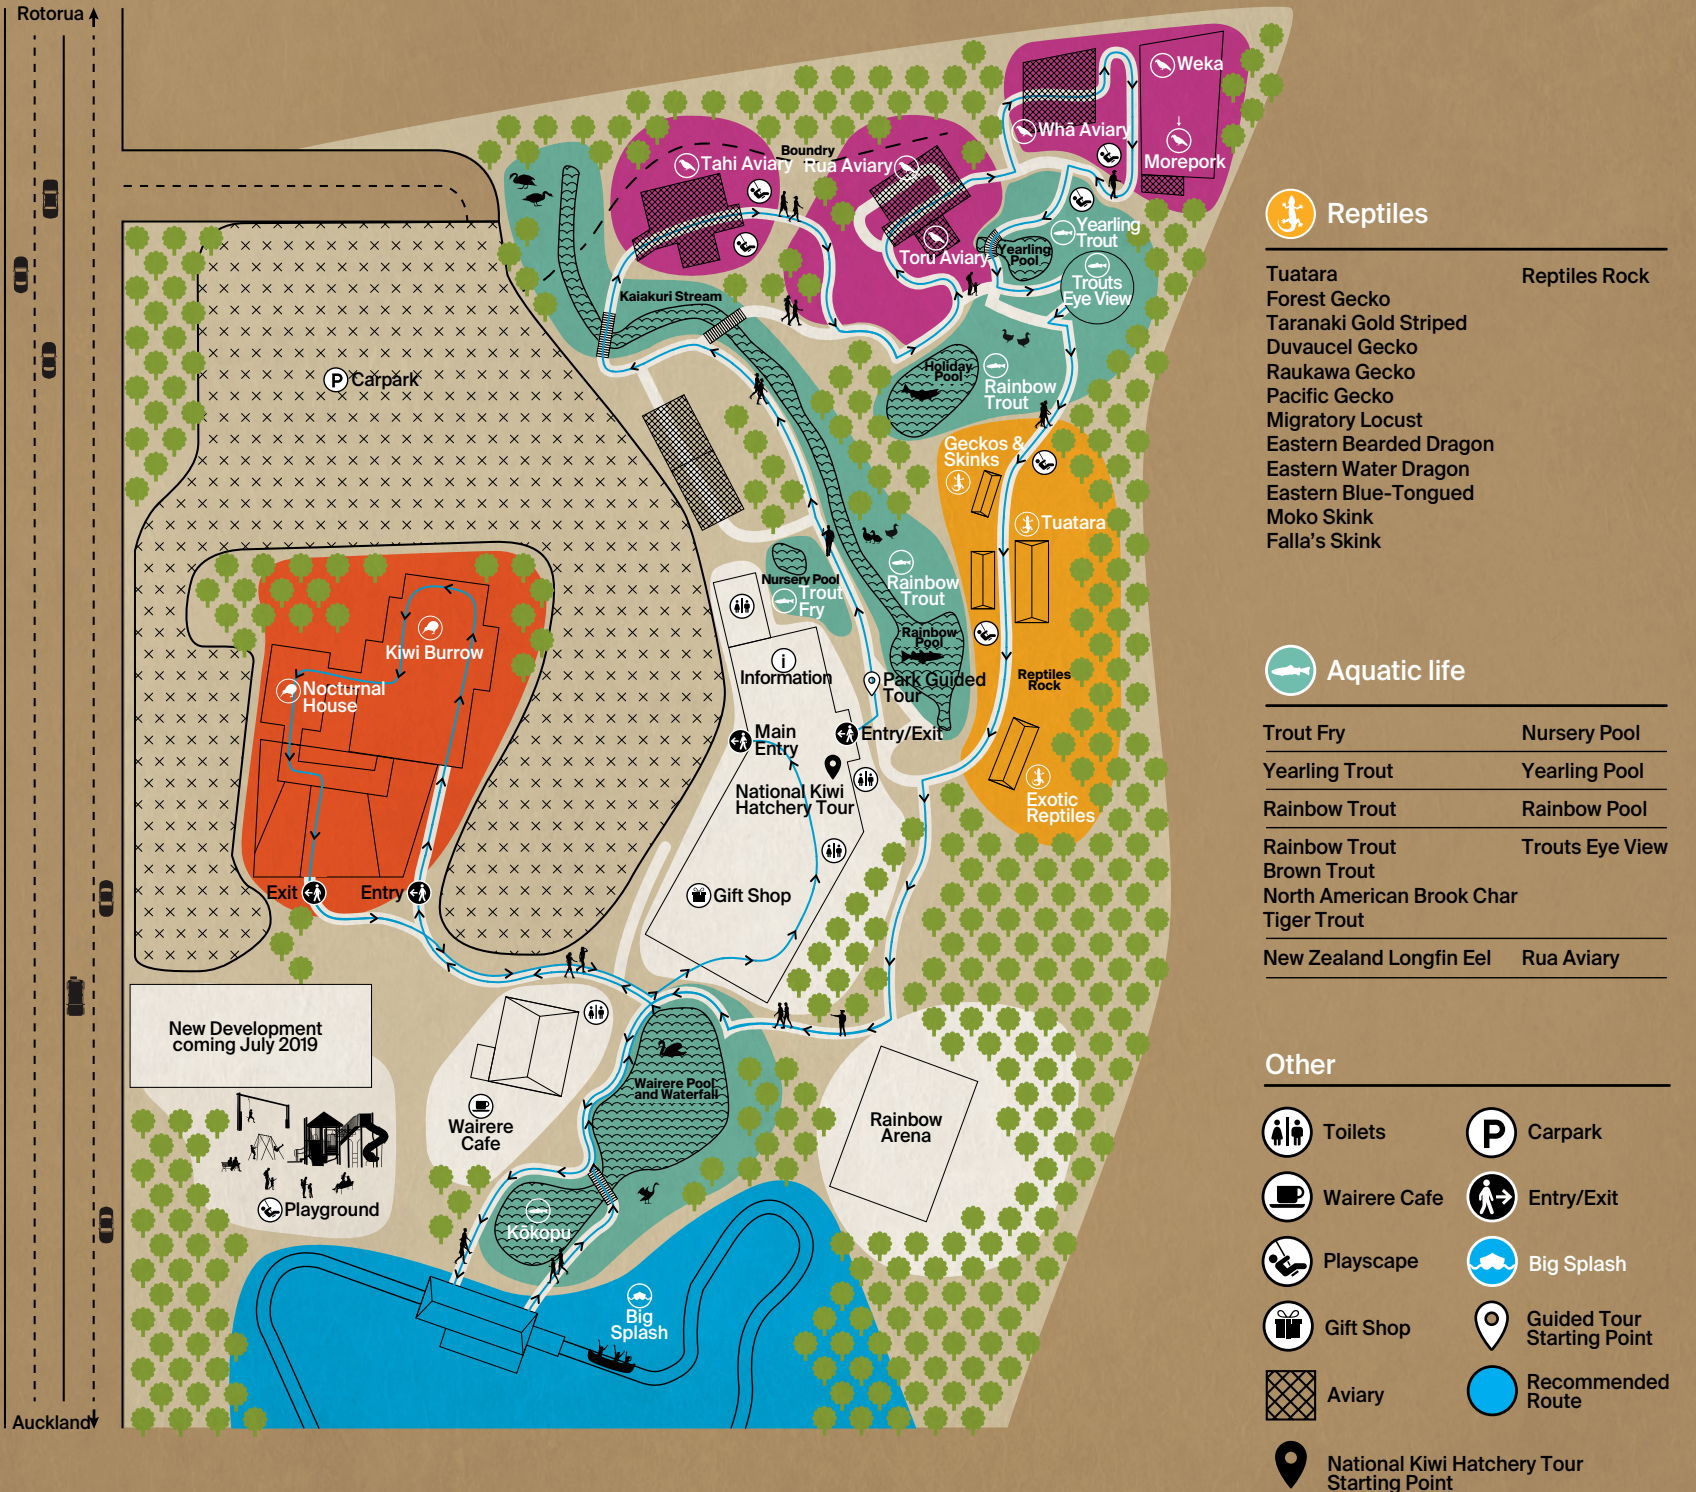 Rotorua
Weka
Whā Aviary
Morepork
Boundry
Tahi Aviary
Rua Aviary
Yearling
Trout
Toru Aviary
Yearling
Pool
Trouts
Eye View
Kaiakuri Stream
Holiday
Pool
Rainbow
Trout
P
Carpark
Geckos &
Skinks
Tuatara
Nursery Pool
Trout
Fry
Rainbow
Trout
Rainbow
Pool
Kiwi Burrow
i
Information
Park Guided
Tour
Reptiles
Rock
Nocturnal
House
Main
Entry
Entry/Exit
National Kiwi
Hatchery Tour
Exotic
Reptiles
Exit
Entry
Gift Shop
New Development
coming July 2019
Wairere Pool
and Waterfall
Wairere
Cafe
Rainbow
Arena
Playground
Kōkopu
Big
Splash
Auckland
Reptiles
Tuatara
Reptiles Rock
Forest Gecko
Taranaki Gold Striped
Duvaucel Gecko
Raukawa Gecko
Pacific Gecko
Migratory Locust
Eastern Bearded Dragon
Eastern Water Dragon
Eastern Blue-Tongued
Moko Skink
Falla's Skink
Aquatic life
Trout Fry
Nursery Pool
Yearling Trout
Yearling Pool
Rainbow Trout
Rainbow Pool
Rainbow Trout
Trouts Eye View
Brown Trout
North American Brook Char
Tiger Trout
New Zealand Longfin Eel
Rua Aviary
Other
Toilets
P
Carpark
Wairere Cafe
Entry/Exit
Playscape
Big Splash
Gift Shop
Guided Tour
Starting Point
Aviary
Recommended
Route
National Kiwi Hatchery Tour
Starting Point